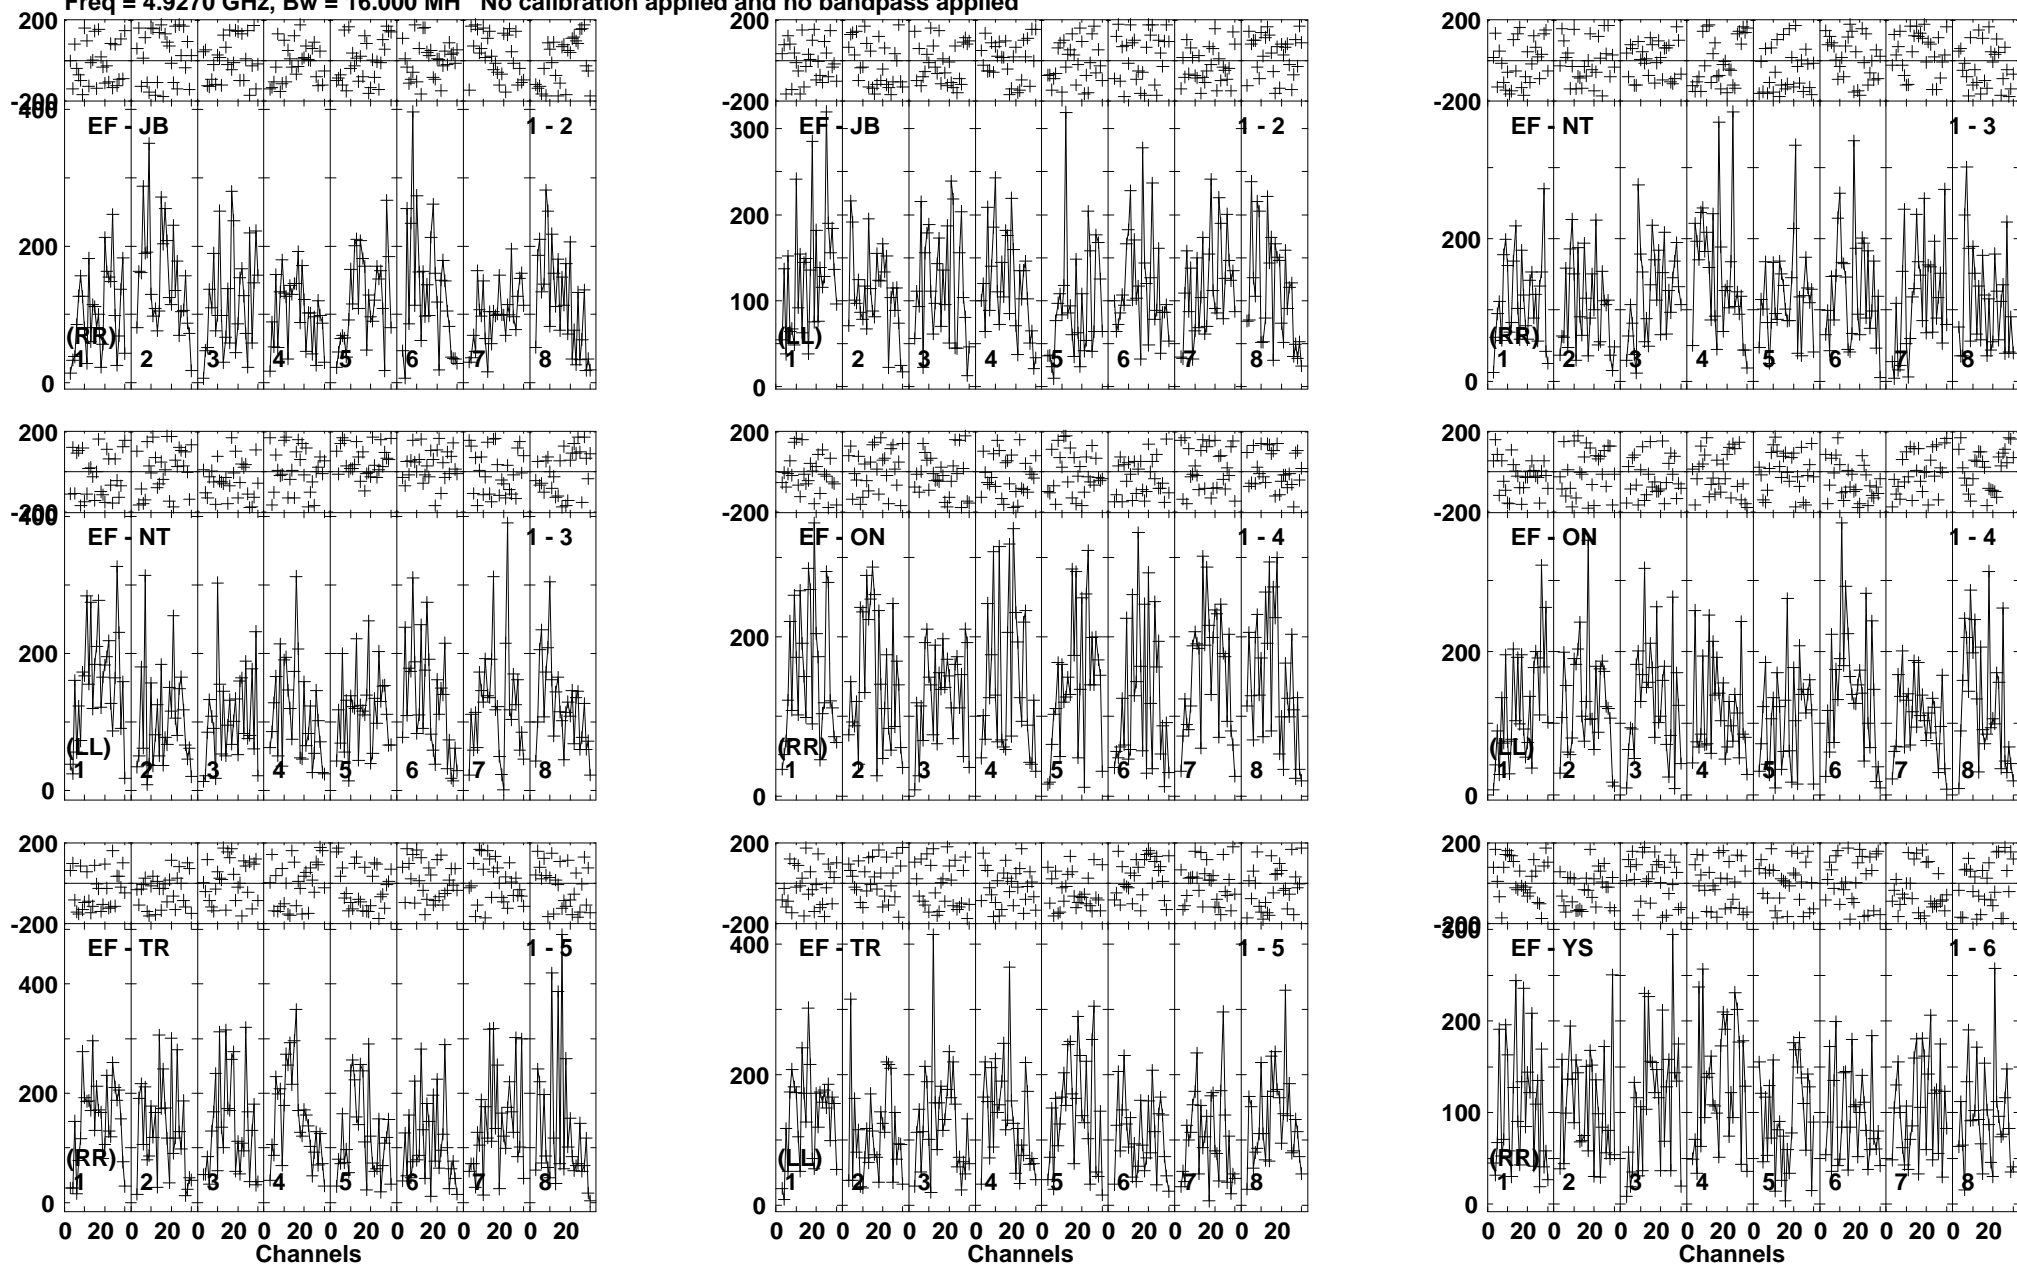 Freq = 4.9270 GHz, Bw = 16.000 MH No calibration applied and no bandpass applied
200 200 200
-200 -200 -200
400
EF - JB 1 - 2 EF - JB 1 - 2 EF - NT 1 - 3
300
200 200 200
100
(RR) (LL) (RR)
1 2 3 4 5 6 7 8 1 2 3 4 5 6 7 8 1 2 3 4 5 6 7 8
0 0 0
200 200 200
-200 -200 -200
400
EF - NT 1 - 3 EF - ON 1 - 4 EF - ON 1 - 4
200 200 200
(LL) (RR) (LL)
1 2 3 4 5 6 7 8 1 2 3 4 5 6 7 8 1 2 3 4 5 6 7 8
0 0 0
200 200 200
-200 -200 -200
300
EF - TR 1 - 5 EF - TR 1 - 5 EF - YS 1 - 6
400 400
200 200 200
100
(RR) (LL) (RR)
1 2 3 4 5 6 7 8 1 2 3 4 5 6 7 8 1 2 3 4 5 6 7 8
0 0 0
0 20 0 20 0 20 0 20 0 20 0 20 0 20 0 20 0 20 0 20 0 20 0 20 0 20 0 20 0 20 0 20 0 20 0 20 0 20 0 20 0 20 0 20 0 20 0 20
Channels Channels Channels